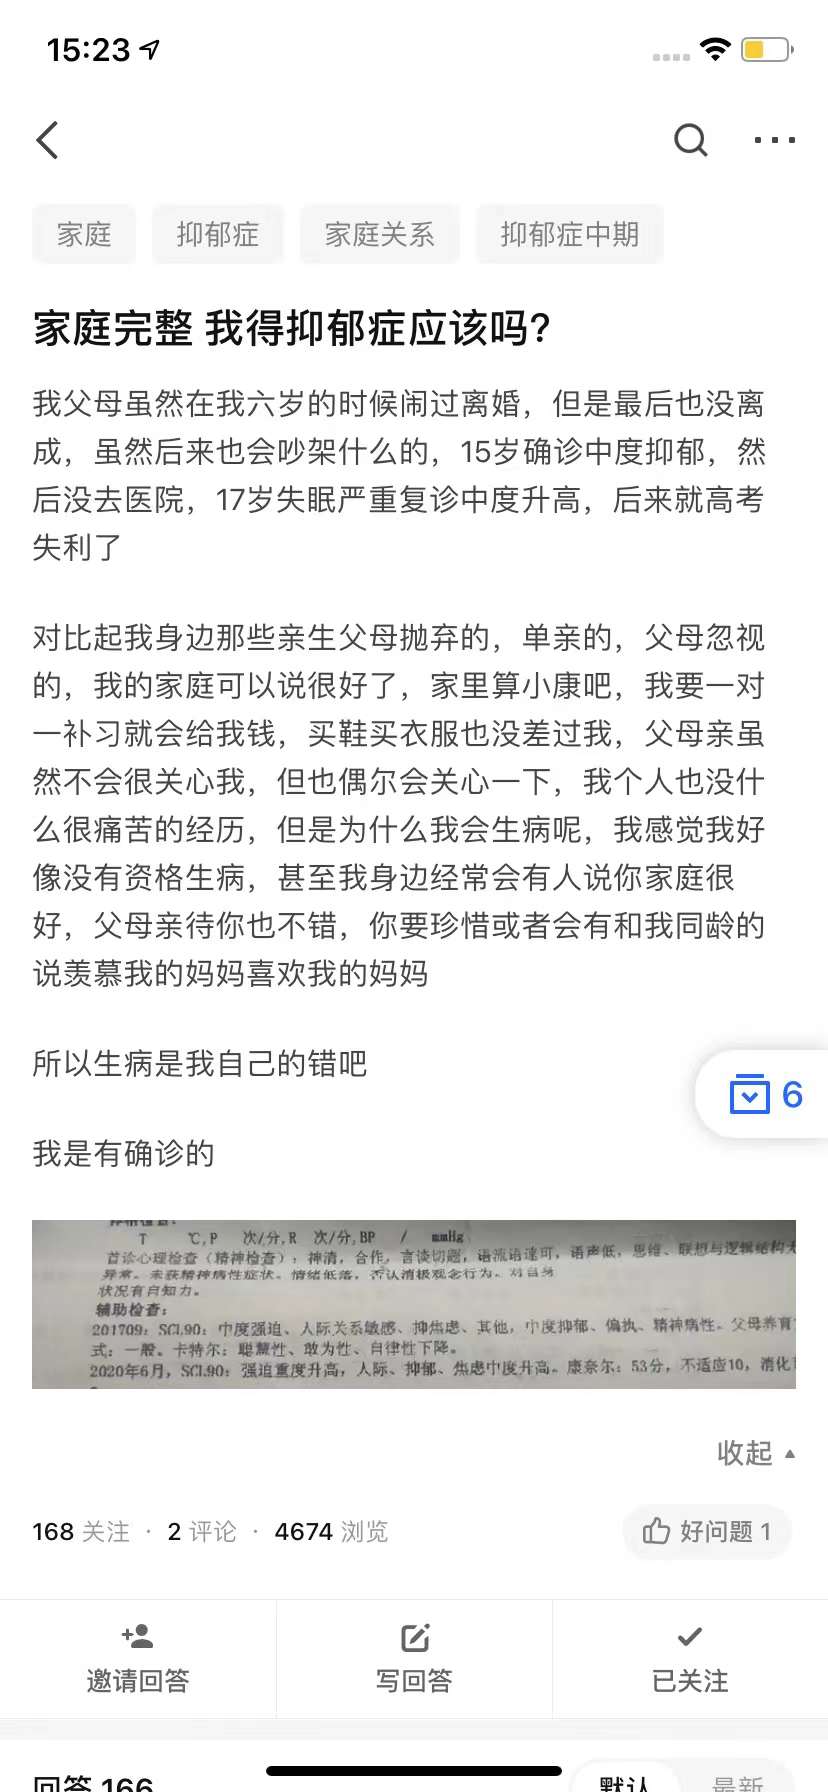 15:23
家庭 抑郁症 家庭关系 抑郁症中期
家庭完整 我得抑郁症应该吗?
我父母虽然在我六岁的时候闹过离婚，但是最后也没离
成，虽然后来也会吵架什么的，15岁确诊中度抑郁，然
后没去医院，17岁失眠严重复诊中度升高，后来就高考
失利了
对比起我身边那些亲生父母抛弃的，单亲的，父母忽视
的，我的家庭可以说很好了，家里算小康吧，我要一对
一补习就会给我钱，买鞋买衣服也没差过我，父母亲虽
然不会很关心我，但也偶尔会关心一下，我个人也没什
么很痛苦的经历，但是为什么我会生病呢，我感觉我好
像没有资格生病，甚至我身边经常会有人说你家庭很
好，父母亲待你也不错，你要珍惜或者会有和我同龄的
说羡慕我的妈妈喜欢我的妈妈
所以生病是我自己的错吧
6
我是有确诊的
T ℃,P 次/分,R 次/分,BP / mmHg
首诊心理检查（精神检查）：神清，合作，言谈切题，语流语速可，语声低，思维、联想与逻辑结构无
异常。未获精神病性症状。情绪低落，否认消极观念行为。对自身
状况有自知力。
辅助检查：
201709：SCL90：中度强迫、人际关系敏感、抑焦虑、其他，中度抑郁、偏执、精神病性。父母养育
式：一般。卡特尔：聪慧性、敢为性、自律性下降。
2020年6月，SCL90：强迫重度升高，人际、抑郁、焦虑中度升高。康奈尔：53分，不适应10，消化
收起
168 关注 · 2 评论 · 4674 浏览 好问题 1
邀请回答 写回答 已关注
回答 166 默认 最新